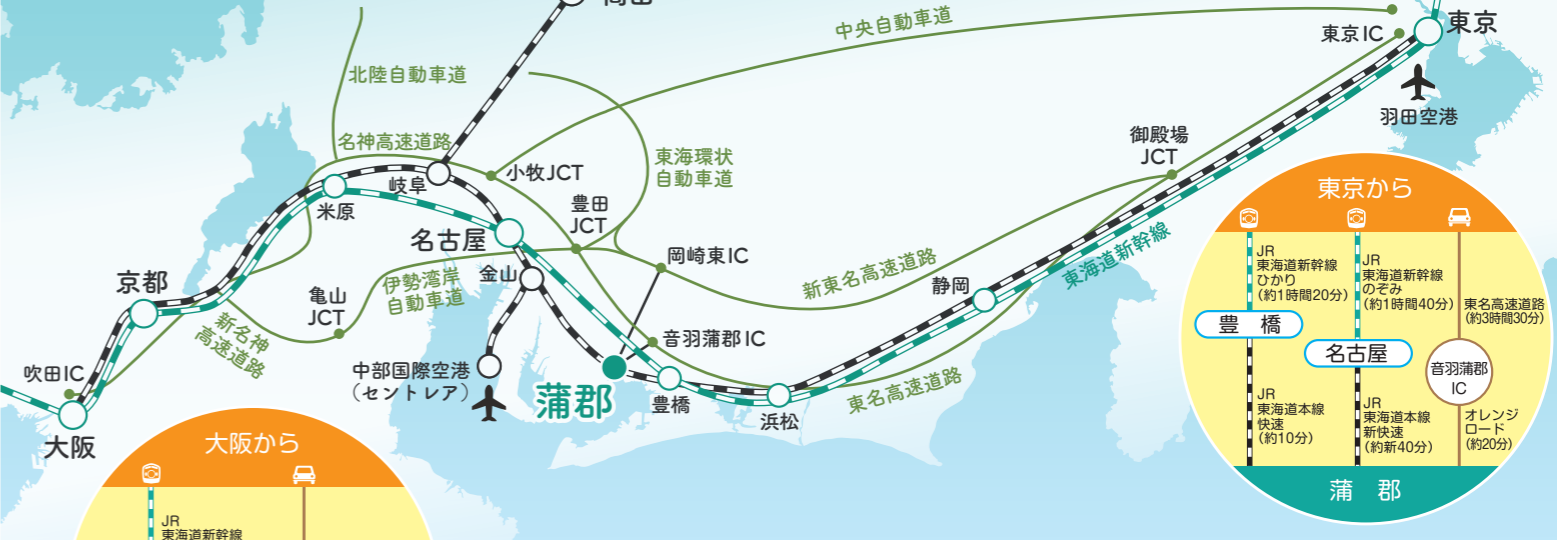 中央自動車道
東京IC
東京
羽田空港
北陸自動車道
名神高速道路
岐阜
小牧JCT
東海環状
自動車道
御殿場
JCT
米原
豊田
JCT
名古屋
金山
岡崎東IC
新東名高速道路
東海道新幹線
静岡
京都
伊勢湾岸
自動車道
亀山
JCT
新名神
高速道路
音羽蒲郡IC
吹田IC
中部国際空港
(セントレア)
蒲郡
豊橋
浜松
東名高速道路
大阪
大阪から
JR
東海道新幹線
東京から
JR
東海道新幹線
ひかり
(約1時間20分)
豊 橋
JR
東海道本線
快速
(約10分)
JR
東海道新幹線
のぞみ
(約1時間40分)
名古屋
JR
東海道本線
新快速
(約新40分)
東名高速道路
(約3時間30分)
音羽蒲郡
IC
オレンジ
ロード
(約20分)
蒲 郡